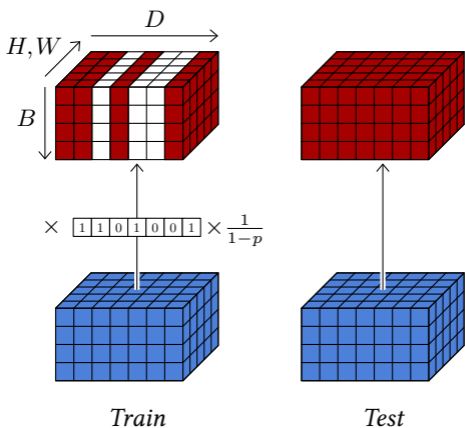 D
H, W
B
× 1 1 0 1 0 0 1 × 1/1−p
Train Test